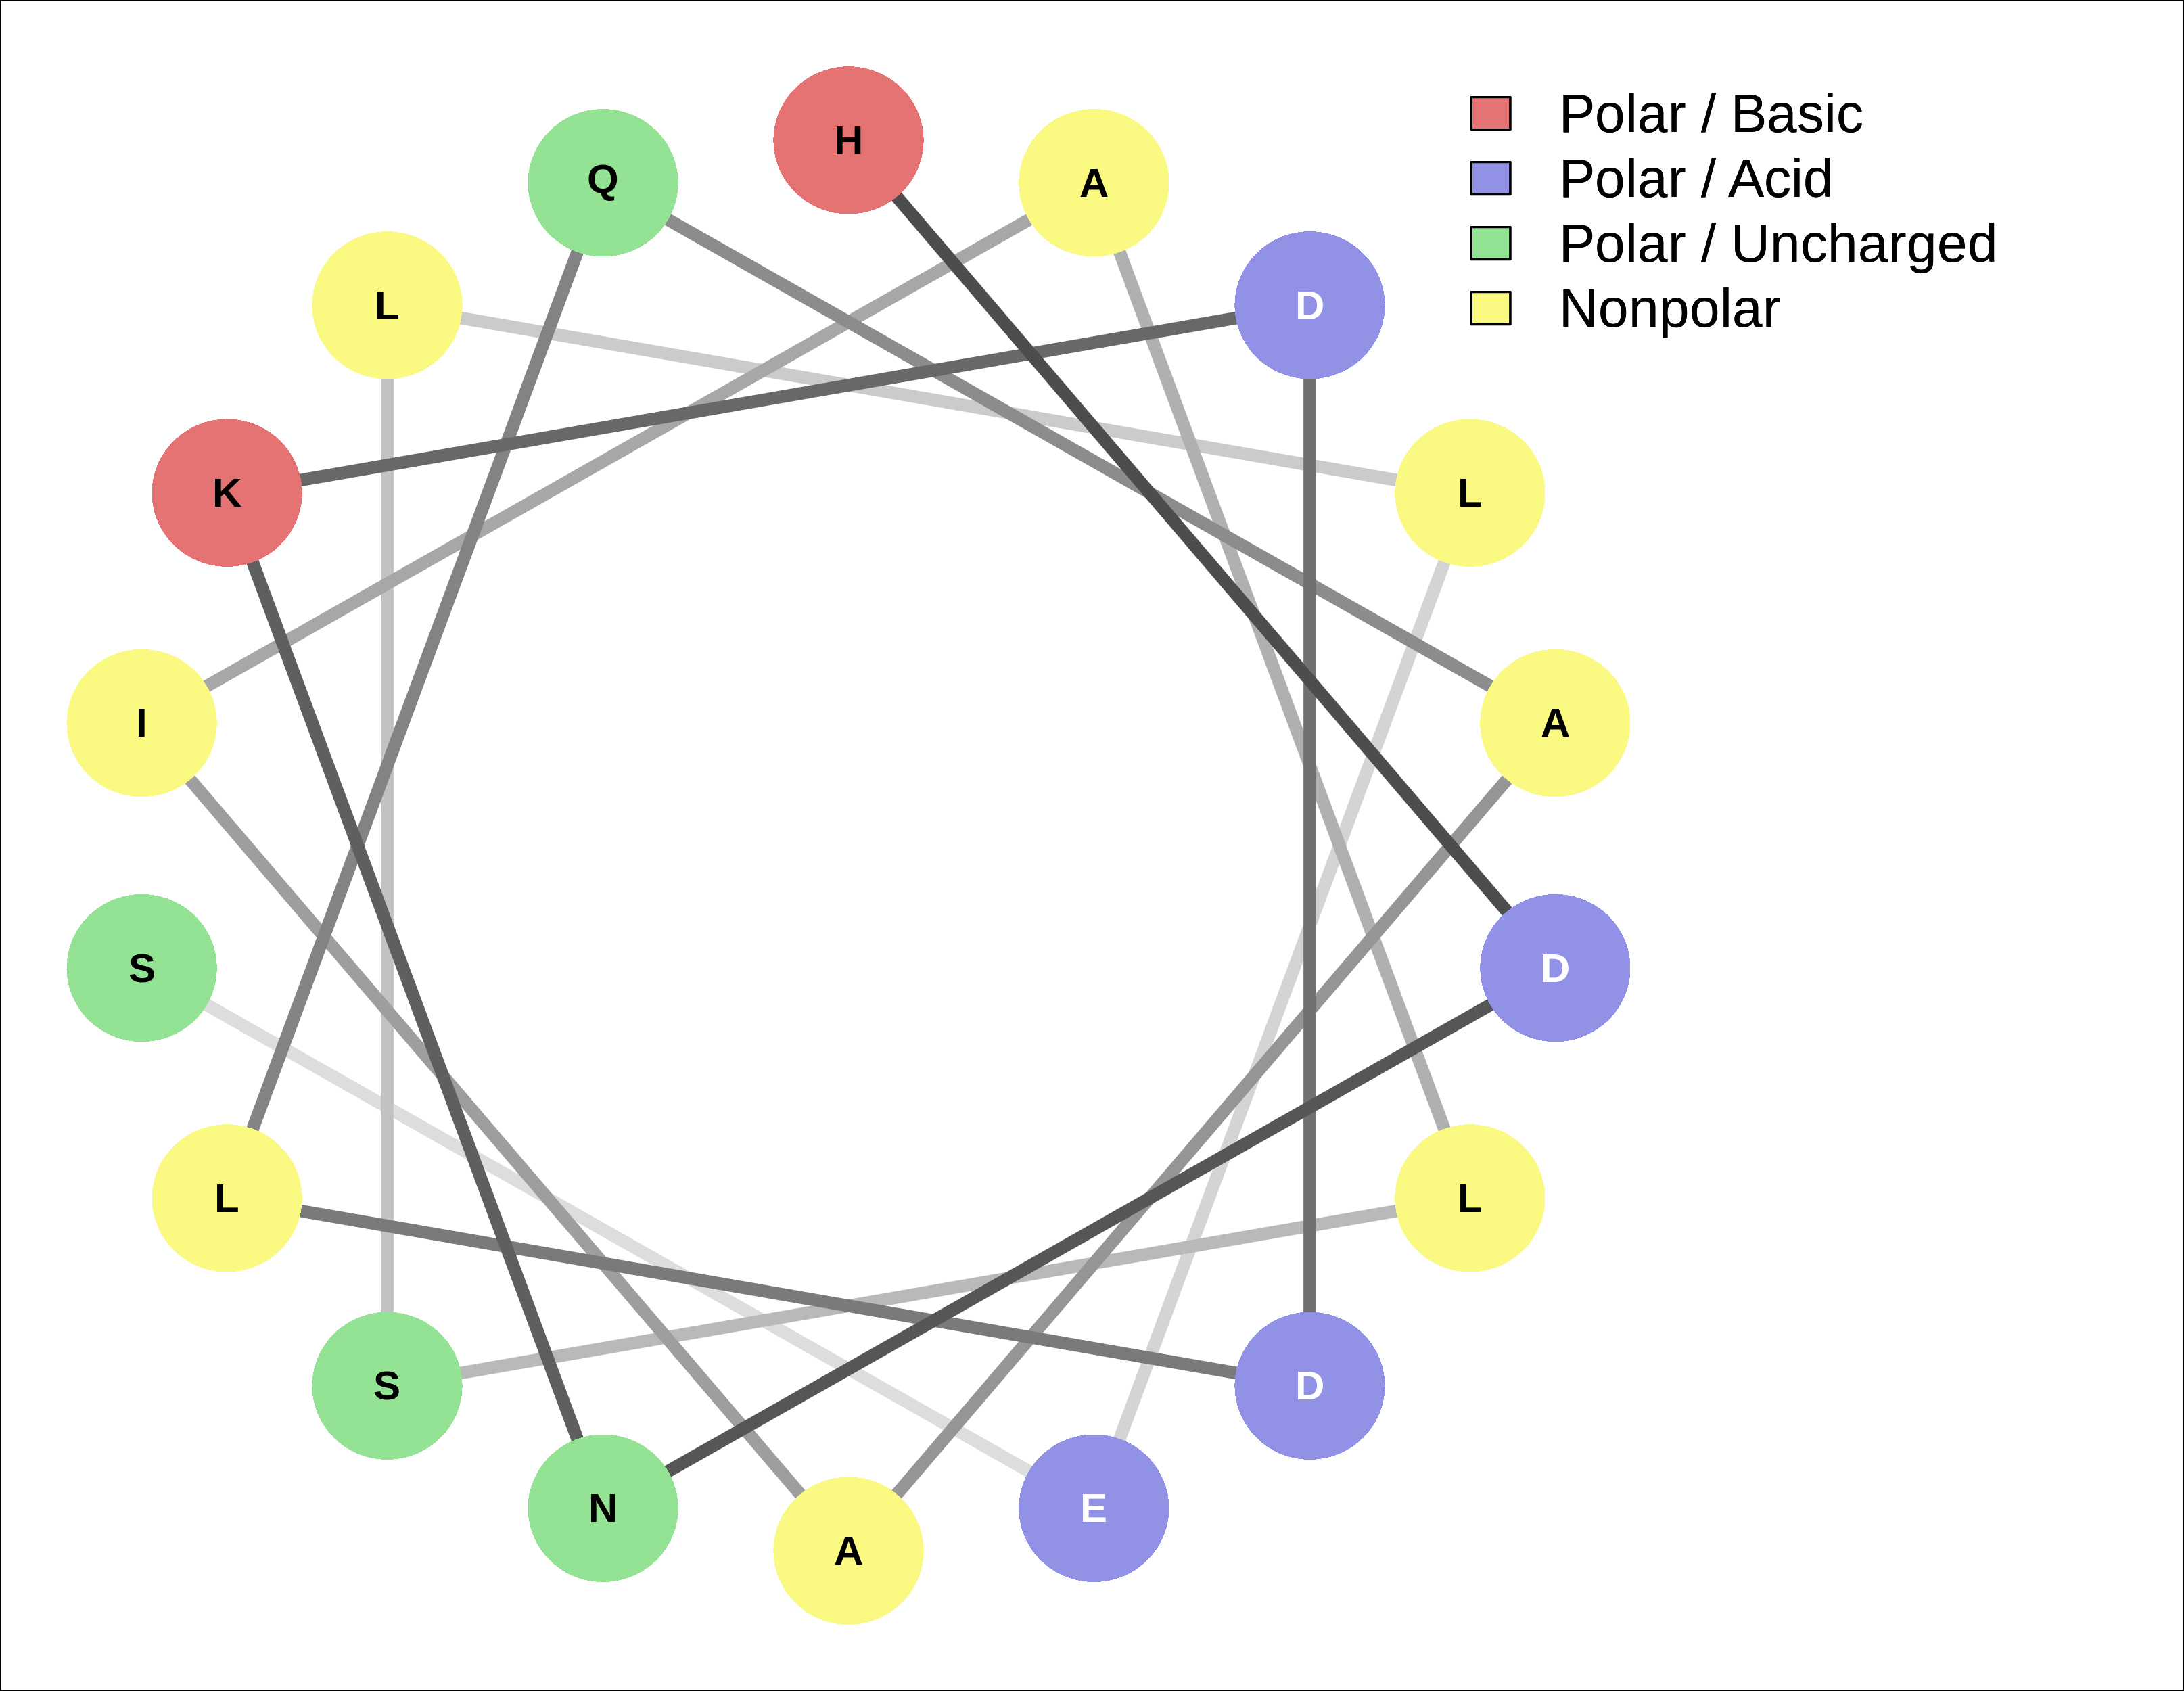 H
Q
A
L
D
K
L
I
A
S
D
L
L
S
D
N
E
A
Polar / Basic
Polar / Acid
Polar / Uncharged
Nonpolar